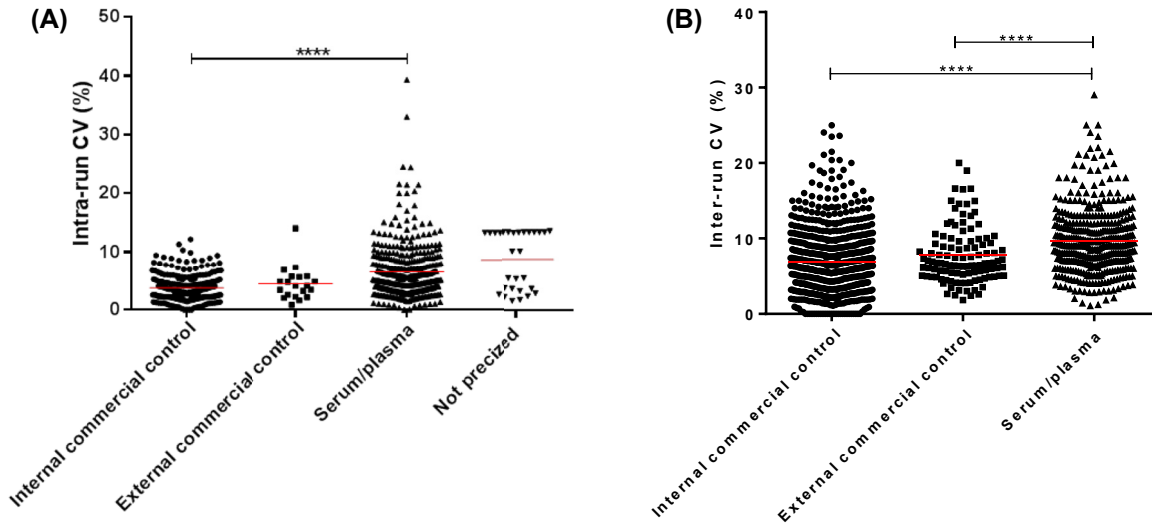 (A)
50
40
30
20
10
0
Intra-run CV (%)
****
Internal commercial control
External commercial control
Serum/plasma
Not precized
(B)
40
30
20
10
0
Inter-run CV (%)
****
****
Internal commercial control
External commercial control
Serum/plasma